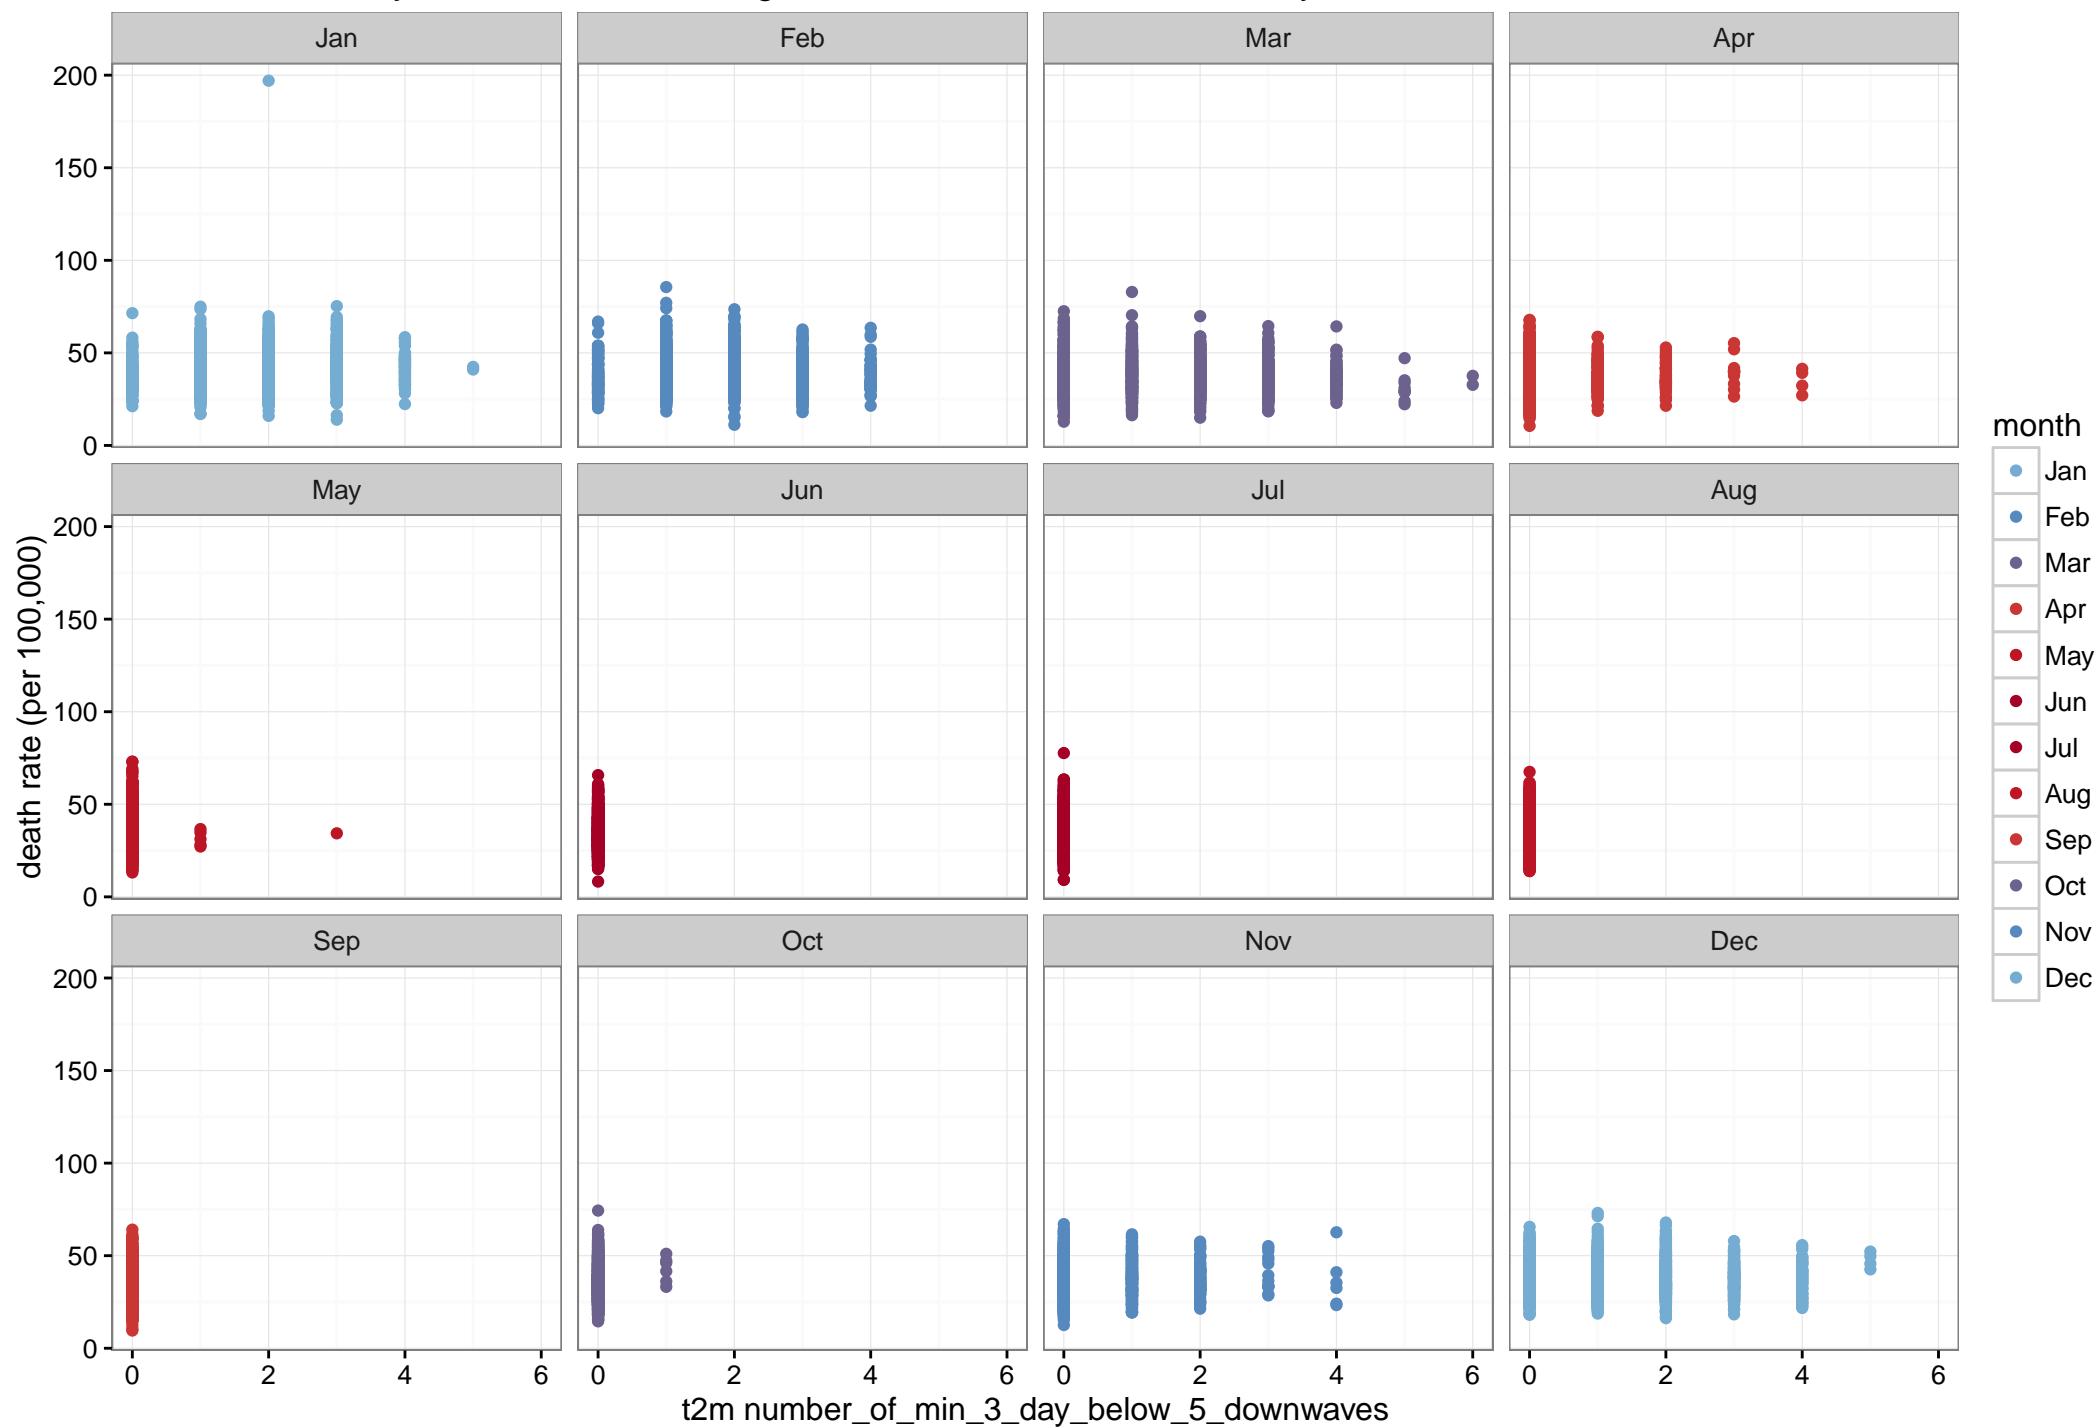 Jan Feb Mar Apr
200
150
100
50
0
May Jun Jul Aug
200
150
100
50
0
Sep Oct Nov Dec
200
150
100
50
0
0 2 4 6 0 2 4 6 0 2 4 6 0 2 4 6
t2m number_of_min_3_day_below_5_downwaves
death rate (per 100,000)
month
Jan
Feb
Mar
Apr
May
Jun
Jul
Aug
Sep
Oct
Nov
Dec